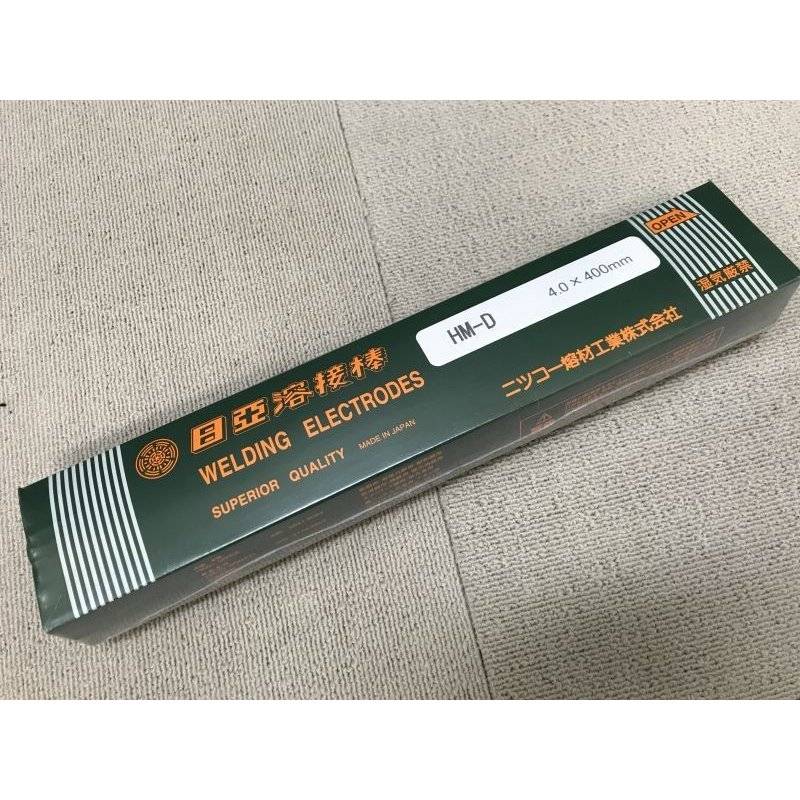 OPEN
湿気厳禁
HM-D 4.0×400mm
ニツコー熔材工業株式会社
日亞溶接棒
WELDING ELECTRODES
SUPERIOR QUALITY MADE IN JAPAN